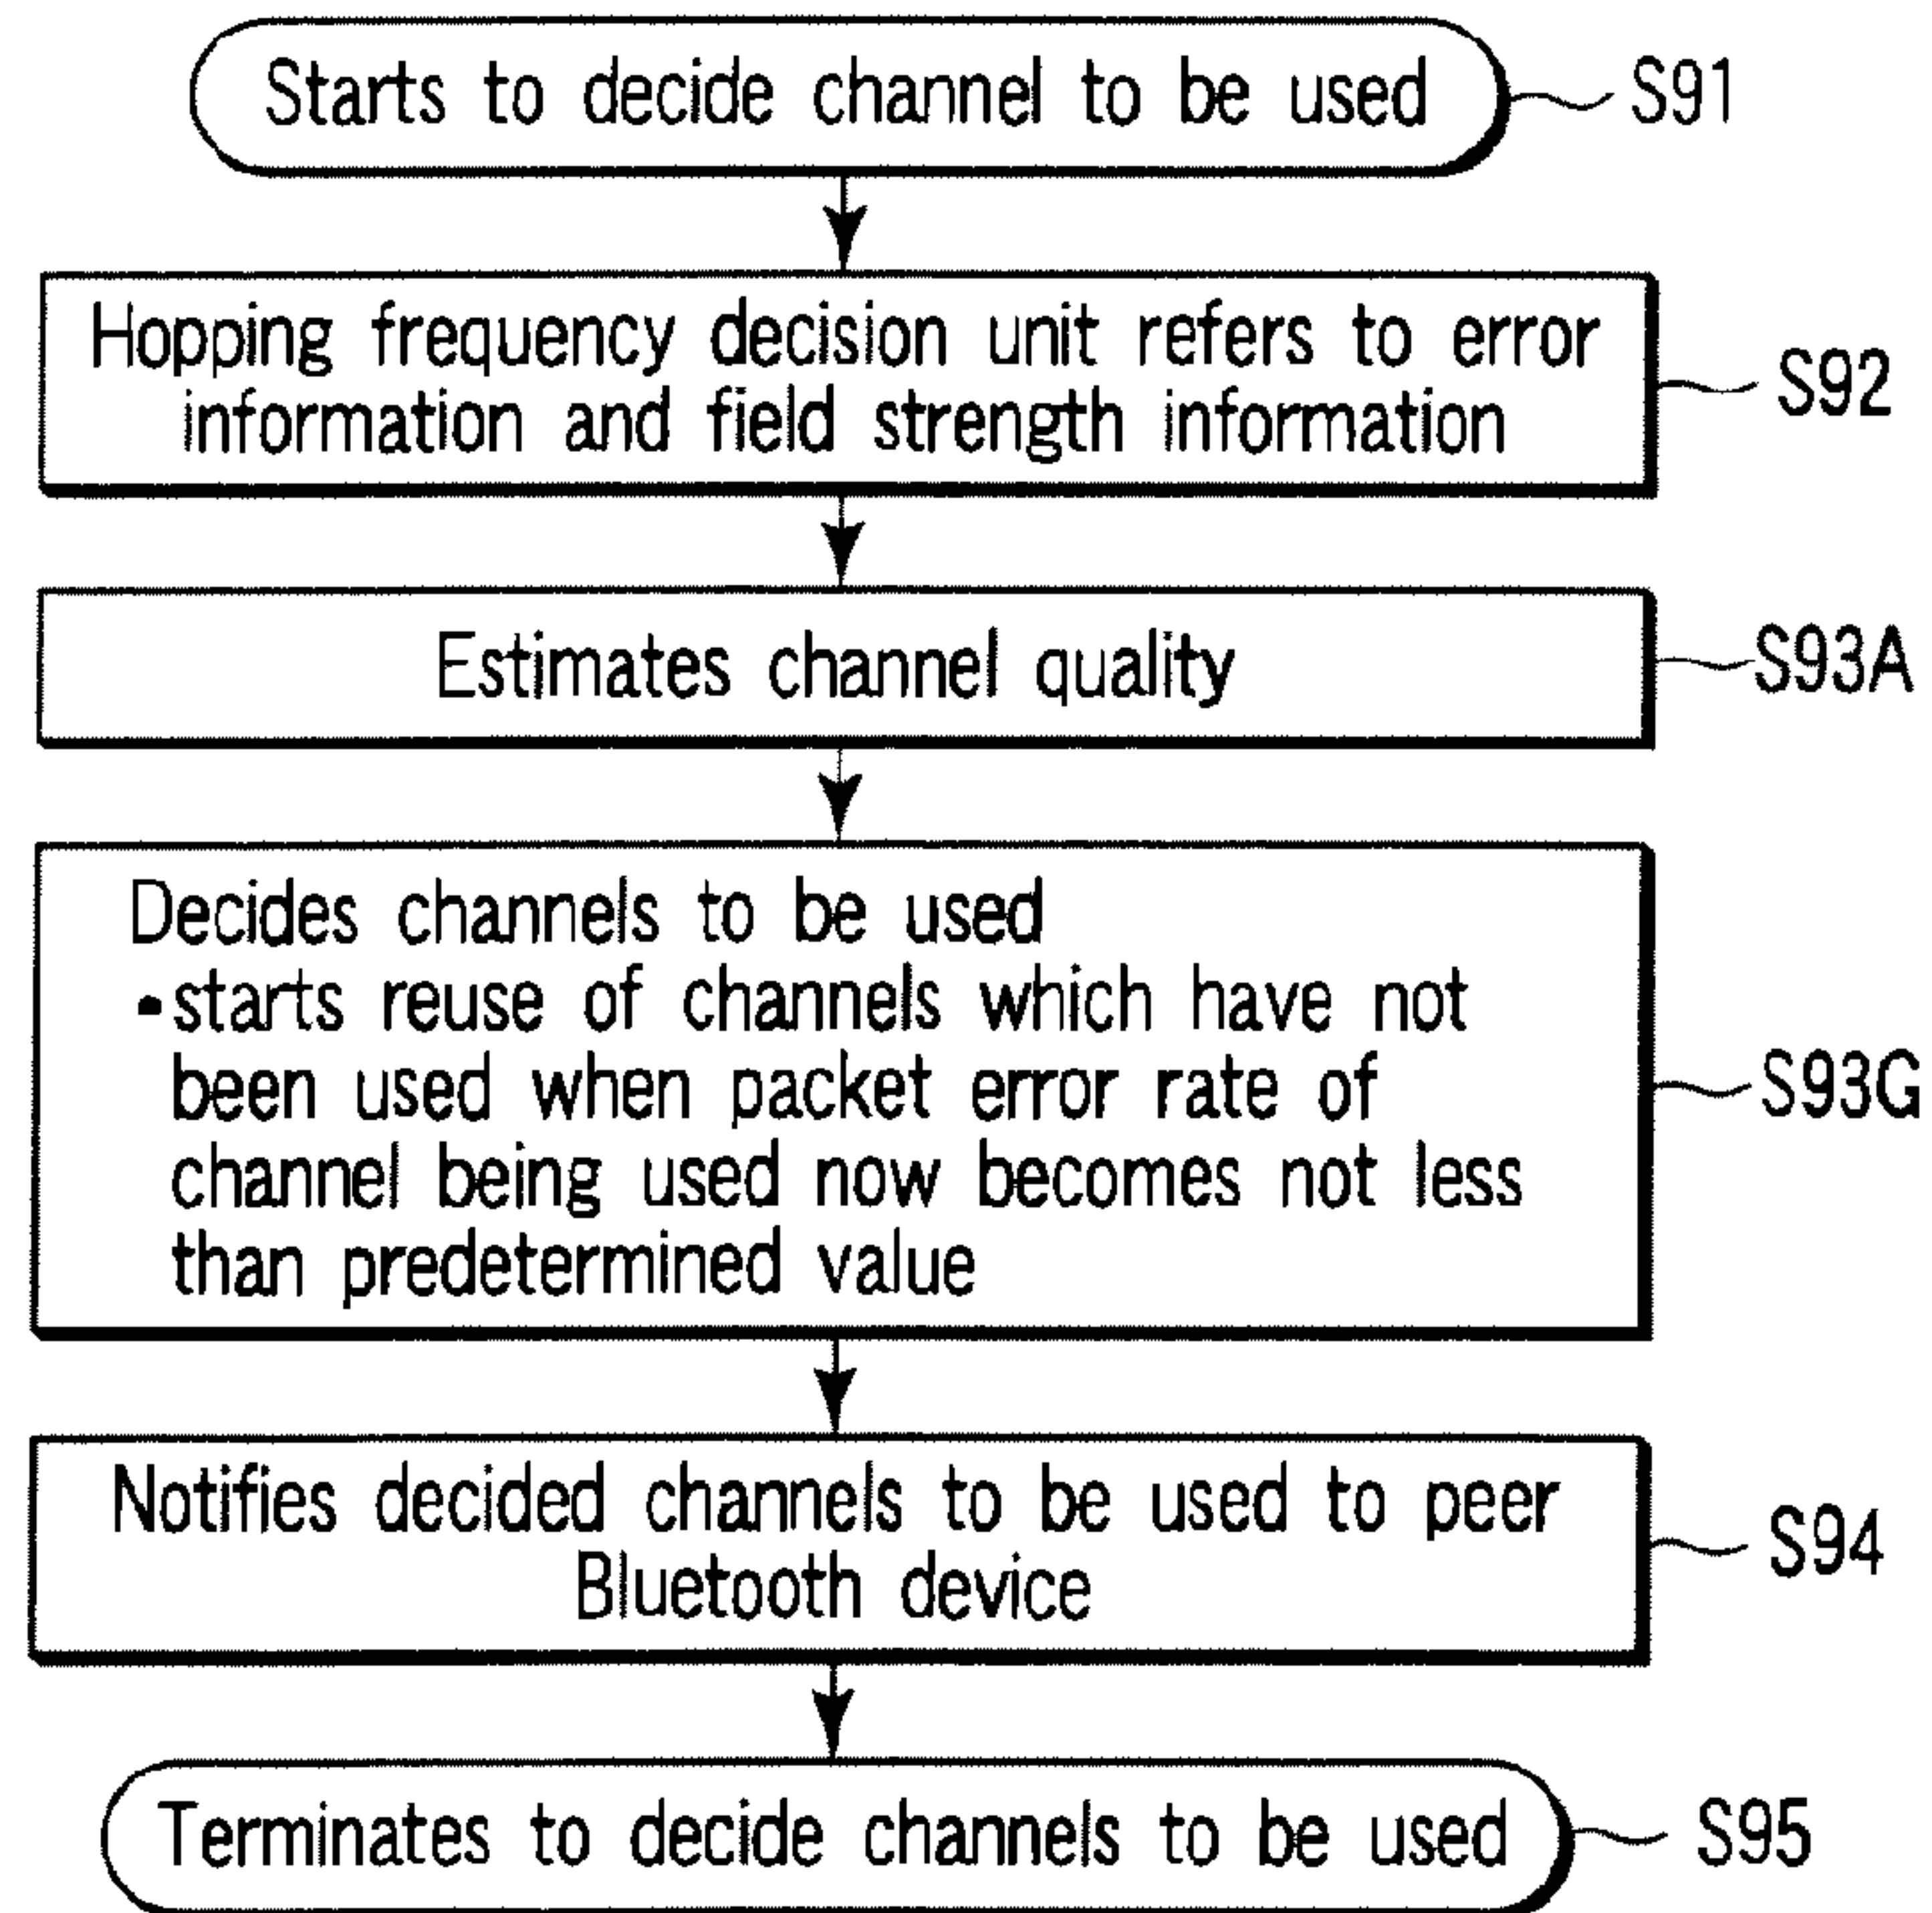 Starts to decide channel to be used
S91
Hopping frequency decision unit refers to error
information and field strength information
S92
Estimates channel quality
S93A
Decides channels to be used
•starts reuse of channels which have not
been used when packet error rate of
channel being used now becomes not less
than predetermined value
S93G
Notifies decided channels to be used to peer
Bluetooth device
S94
Terminates to decide channels to be used
S95